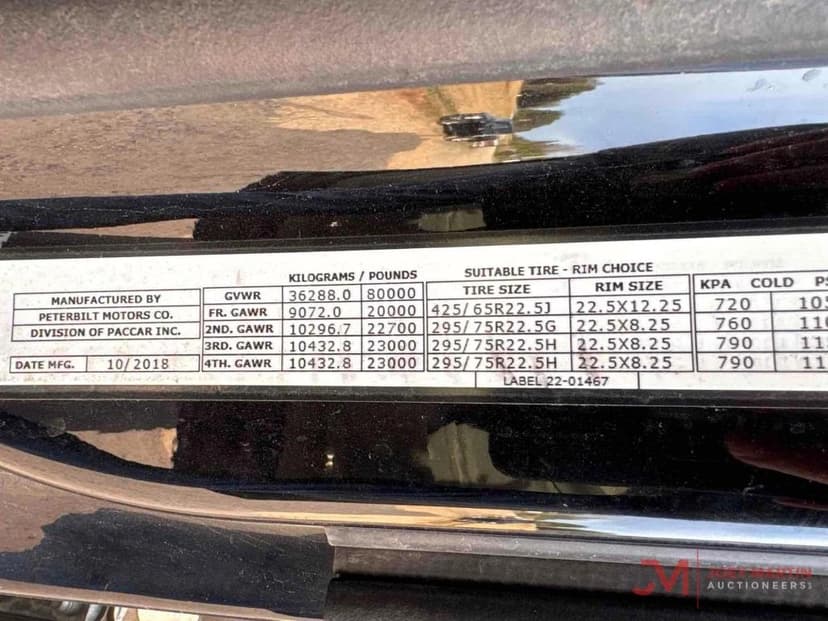 KILOGRAMS / POUNDS SUITABLE TIRE - RIM CHOICE
MANUFACTURED BY
PETERBILT MOTORS CO.
DIVISION OF PACCAR INC.
DATE MFG. 10/2018
GVWR 36288.0 80000 TIRE SIZE RIM SIZE KPA COLD
FR. GAWR 9072.0 20000 425/65R22.5J 22.5X12.25 720
2ND. GAWR 10296.7 22700 295/75R22.5G 22.5X8.25 760
3RD. GAWR 10432.8 23000 295/75R22.5H 22.5X8.25 790
4TH. GAWR 10432.8 23000 295/75R22.5H 22.5X8.25 790
LABEL 22-01467
JM
AUCTIONEERS